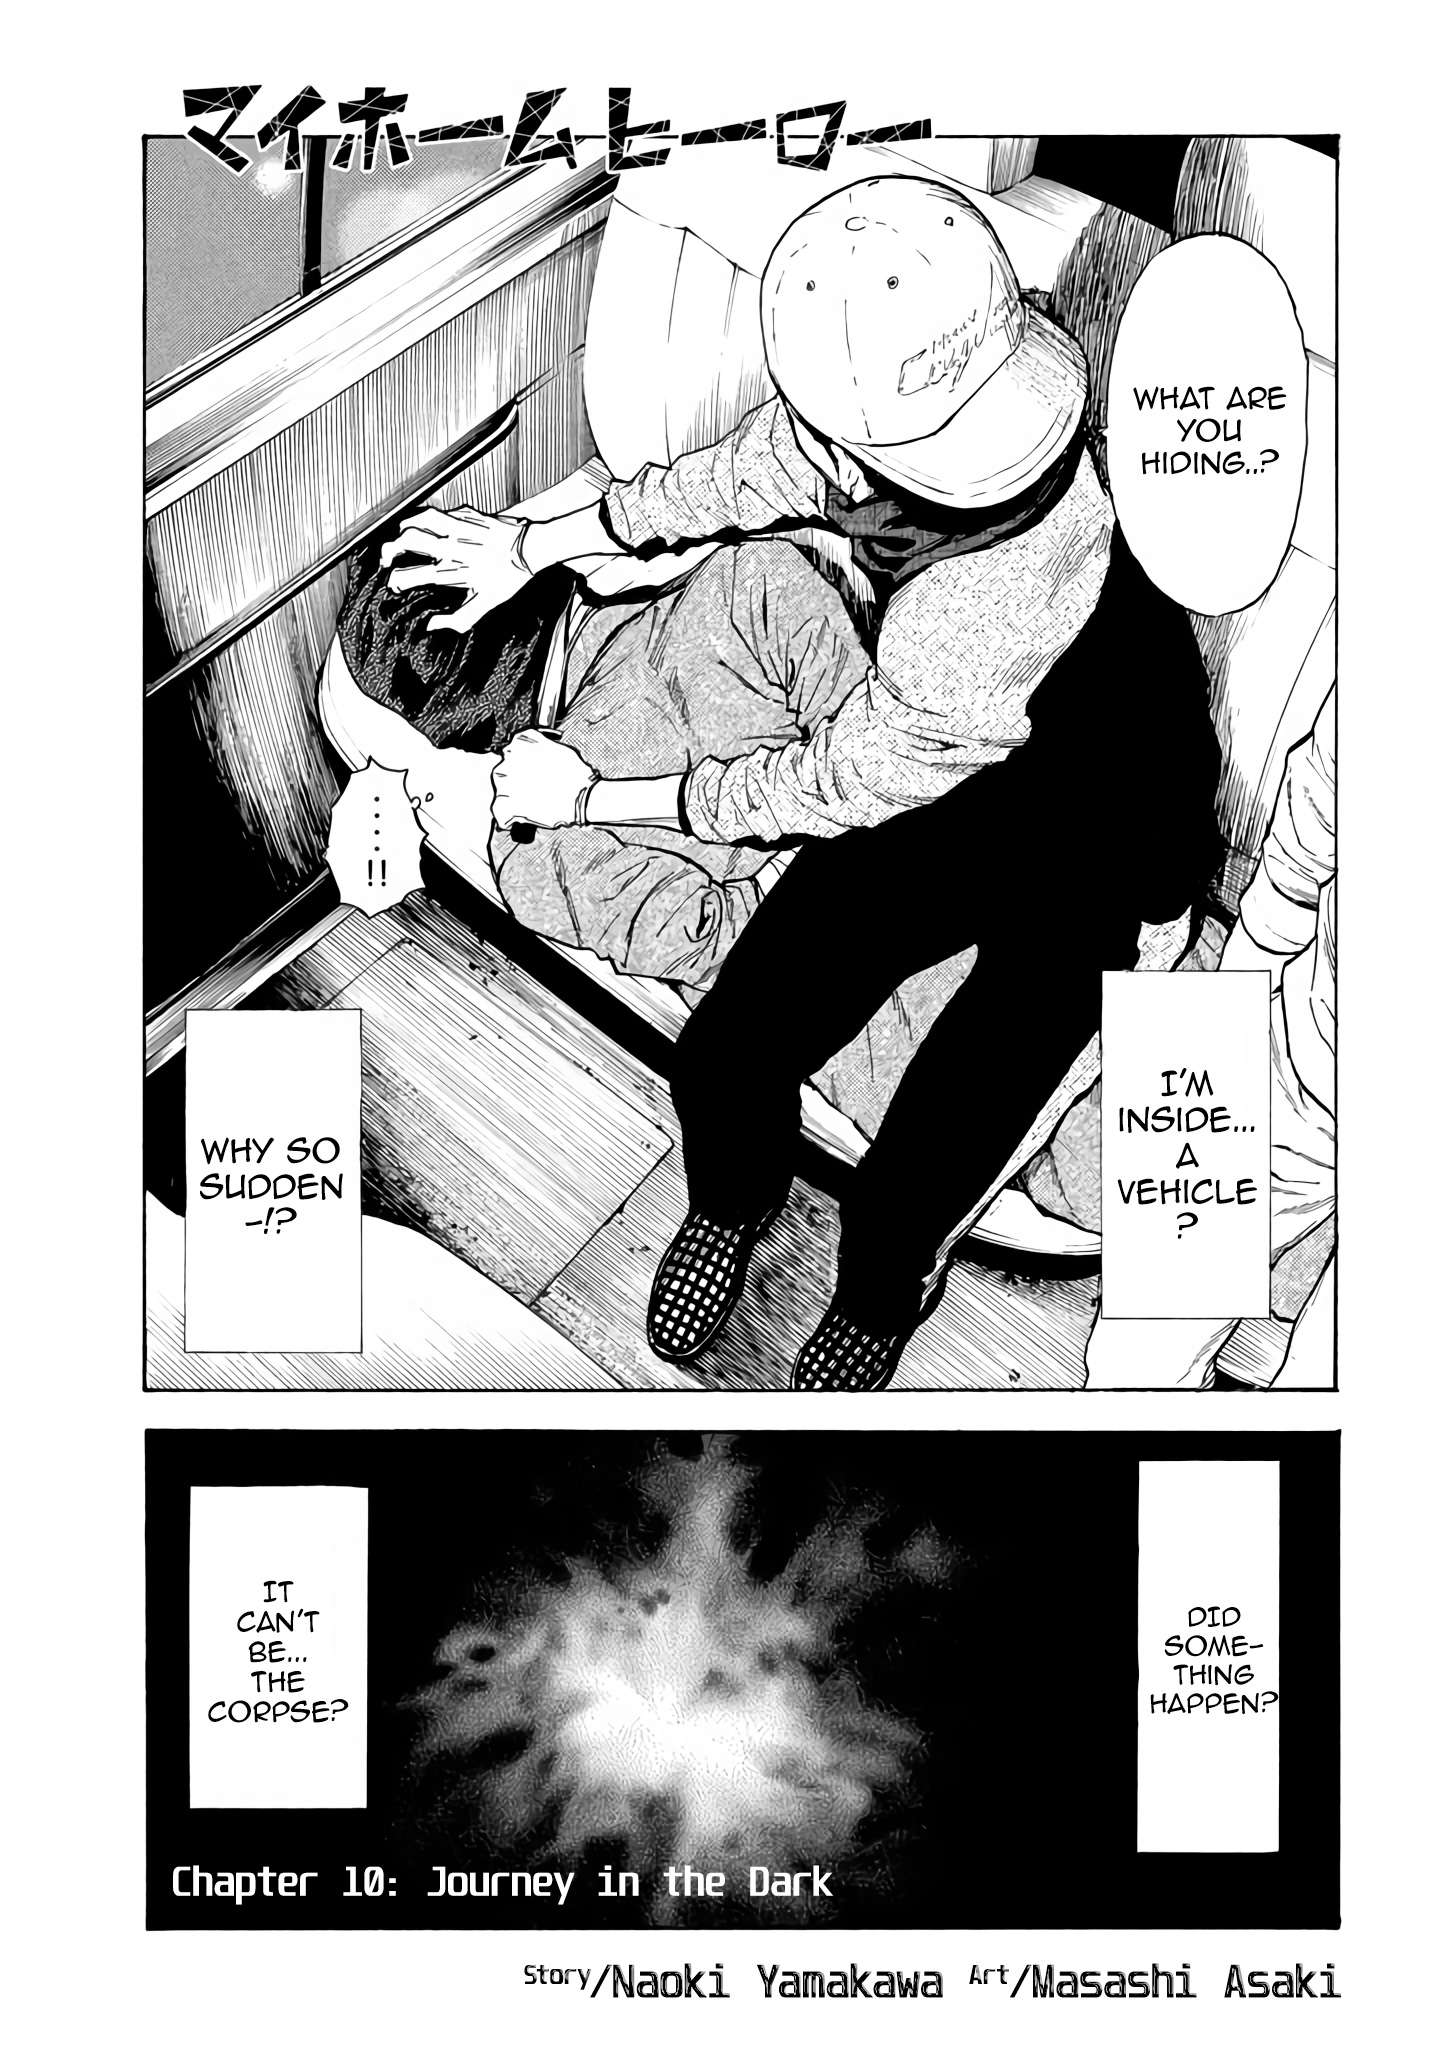 マイホームヒーロー
WHAT ARE
YOU
HIDING..?
I'M
INSIDE...
A
VEHICLE
?
.....!!
WHY SO
SUDDEN
-!?
DID
SOME-
THING
HAPPEN?
IT
CAN'T
BE...
THE
CORPSE?
Chapter 10: Journey in the Dark
Story/Naoki Yamakawa Art/Masashi Asaki